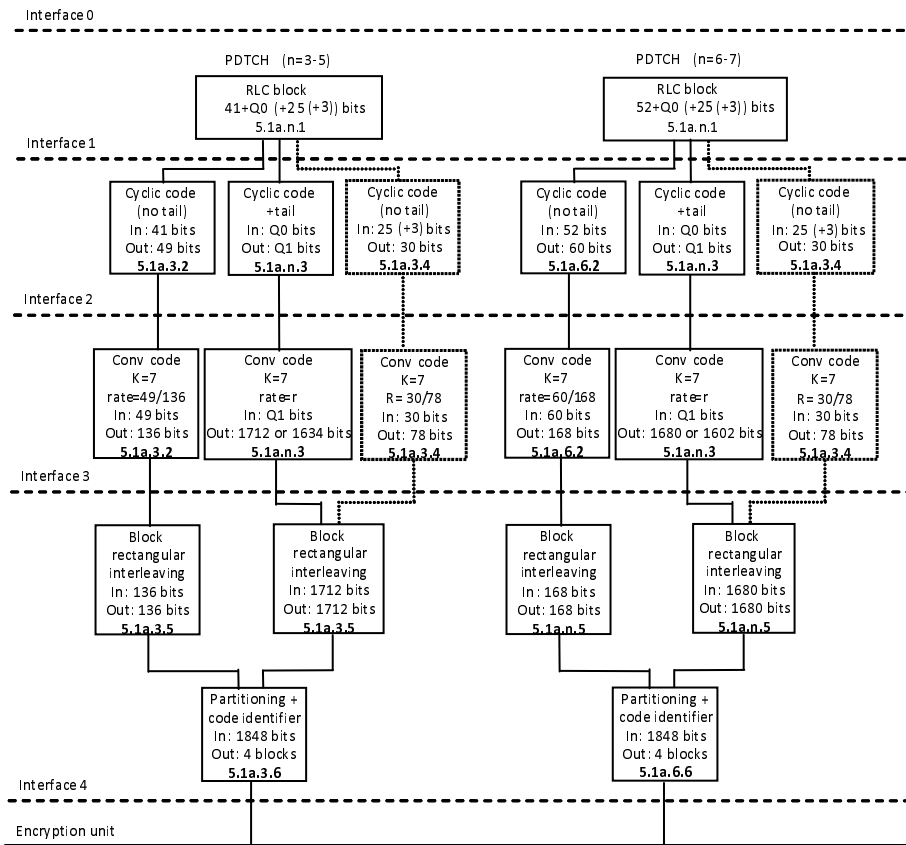 Interface 0
PDTCH (n=3-5)
RLC block
41+Q0 (+25 (+3)) bits
5.1a.n.1
PDTCH (n=6-7)
RLC block
52+Q0 (+25 (+3)) bits
5.1a.n.1
Interface 1
Cyclic code
(no tail)
In: 41 bits
Out: 49 bits
5.1a.3.2
Cyclic code
+tail
In: Q0 bits
Out: Q1 bits
5.1a.n.3
Cyclic code
(no tail)
In: 25 (+3) bits
Out: 30 bits
5.1a.3.4
Cyclic code
(no tail)
In: 52 bits
Out: 60 bits
5.1a.6.2
Cyclic code
+tail
In: Q0 bits
Out: Q1 bits
5.1a.n.3
Cyclic code
(no tail)
In: 25 (+3) bits
Out: 30 bits
5.1a.3.4
Interface 2
Conv code
K=7
rate=49/136
In: 49 bits
Out: 136 bits
5.1a.3.2
Conv code
K=7
rate=r
In: Q1 bits
Out: 1712 or 1634 bits
5.1a.n.3
Conv code
K=7
R= 30/78
In: 30 bits
Out: 78 bits
5.1a.3.4
Conv code
K=7
rate=60/168
In: 60 bits
Out: 168 bits
5.1a.6.2
Conv code
K=7
rate=r
In: Q1 bits
Out: 1680 or 1602 bits
5.1a.n.3
Conv code
K=7
R= 30/78
In: 30 bits
Out: 78 bits
5.1a.3.4
Interface 3
Block
rectangular
interleaving
In: 136 bits
Out: 136 bits
5.1a.3.5
Block
rectangular
interleaving
In: 1712 bits
Out: 1712 bits
5.1a.3.5
Block
rectangular
interleaving
In: 168 bits
Out: 168 bits
5.1a.n.5
Block
rectangular
interleaving
In: 1680 bits
Out: 1680 bits
5.1a.n.5
Partitioning +
code identifier
In: 1848 bits
Out: 4 blocks
5.1a.3.6
Partitioning +
code identifier
In: 1848 bits
Out: 4 blocks
5.1a.6.6
Interface 4
Encryption unit